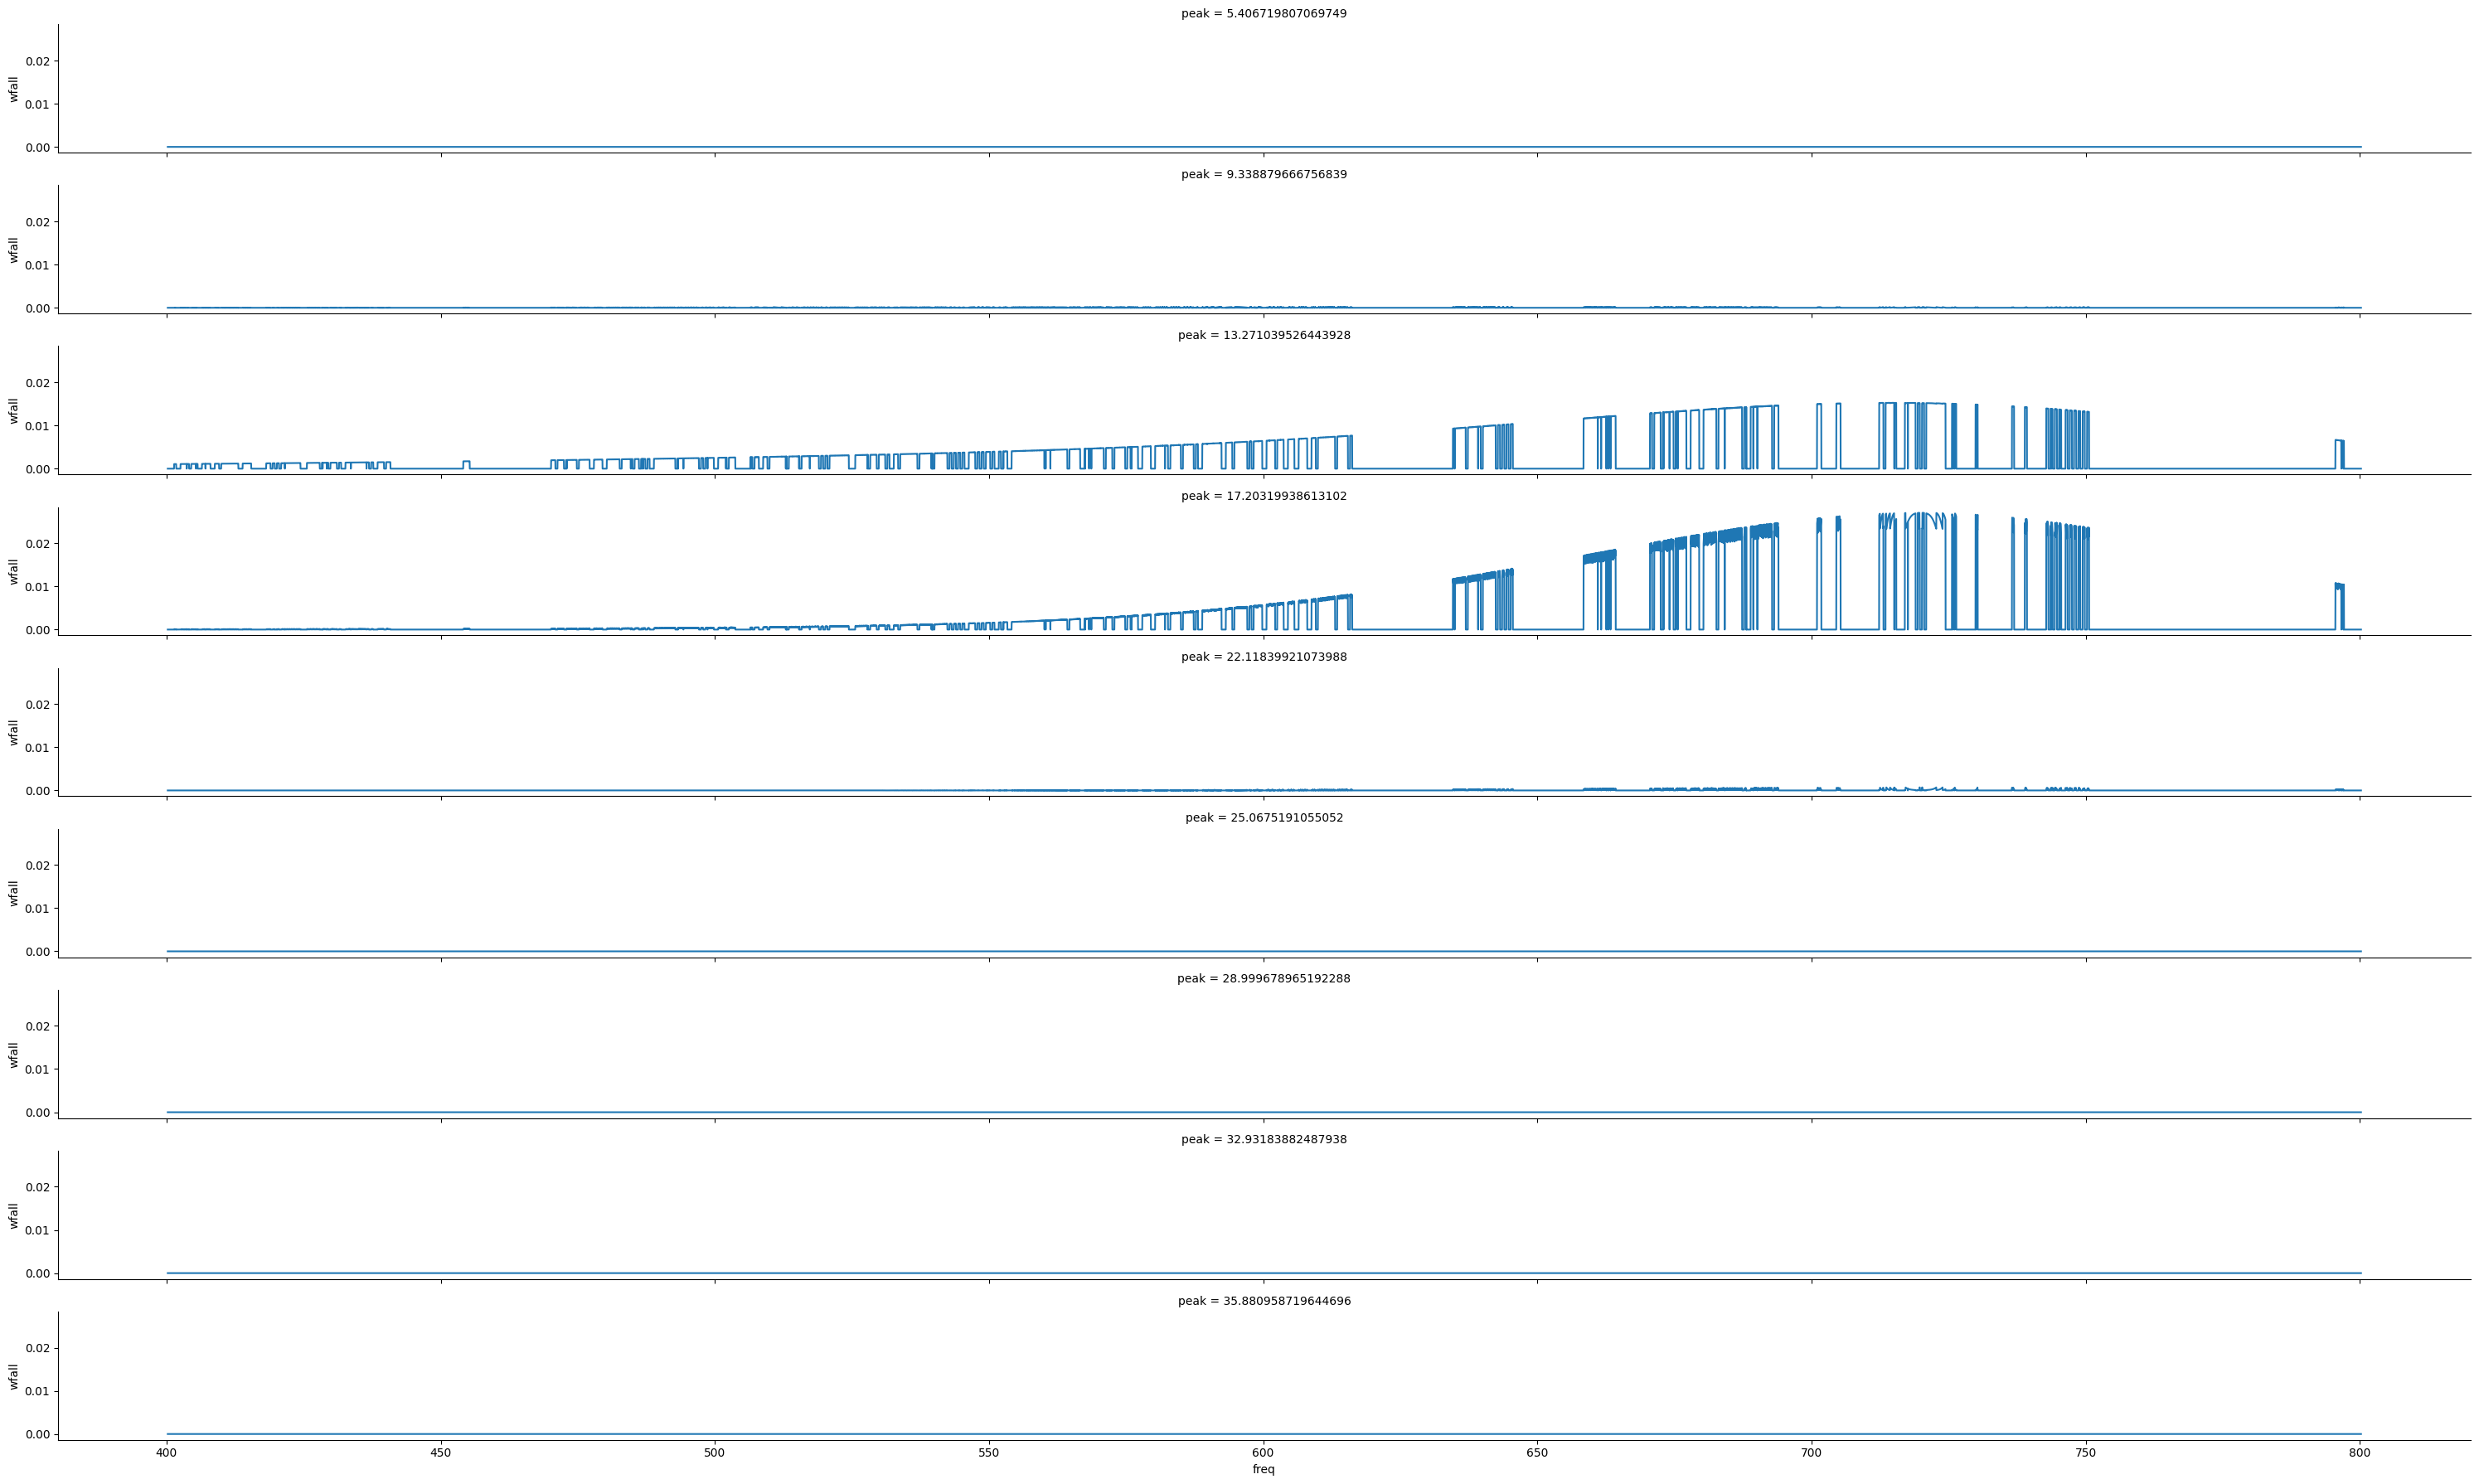 peak = 5.406719807069749
wfall
0.02
0.01
0.00
peak = 9.338879666756839
wfall
0.02
0.01
0.00
peak = 13.271039526443928
wfall
0.02
0.01
0.00
peak = 17.20319938613102
wfall
0.02
0.01
0.00
peak = 22.11839921073988
wfall
0.02
0.01
0.00
peak = 25.0675191055052
wfall
0.02
0.01
0.00
peak = 28.999678965192288
wfall
0.02
0.01
0.00
peak = 32.93183882487938
wfall
0.02
0.01
0.00
peak = 35.880958719644696
wfall
0.02
0.01
0.00
400 450 500 550 600 650 700 750 800
freq